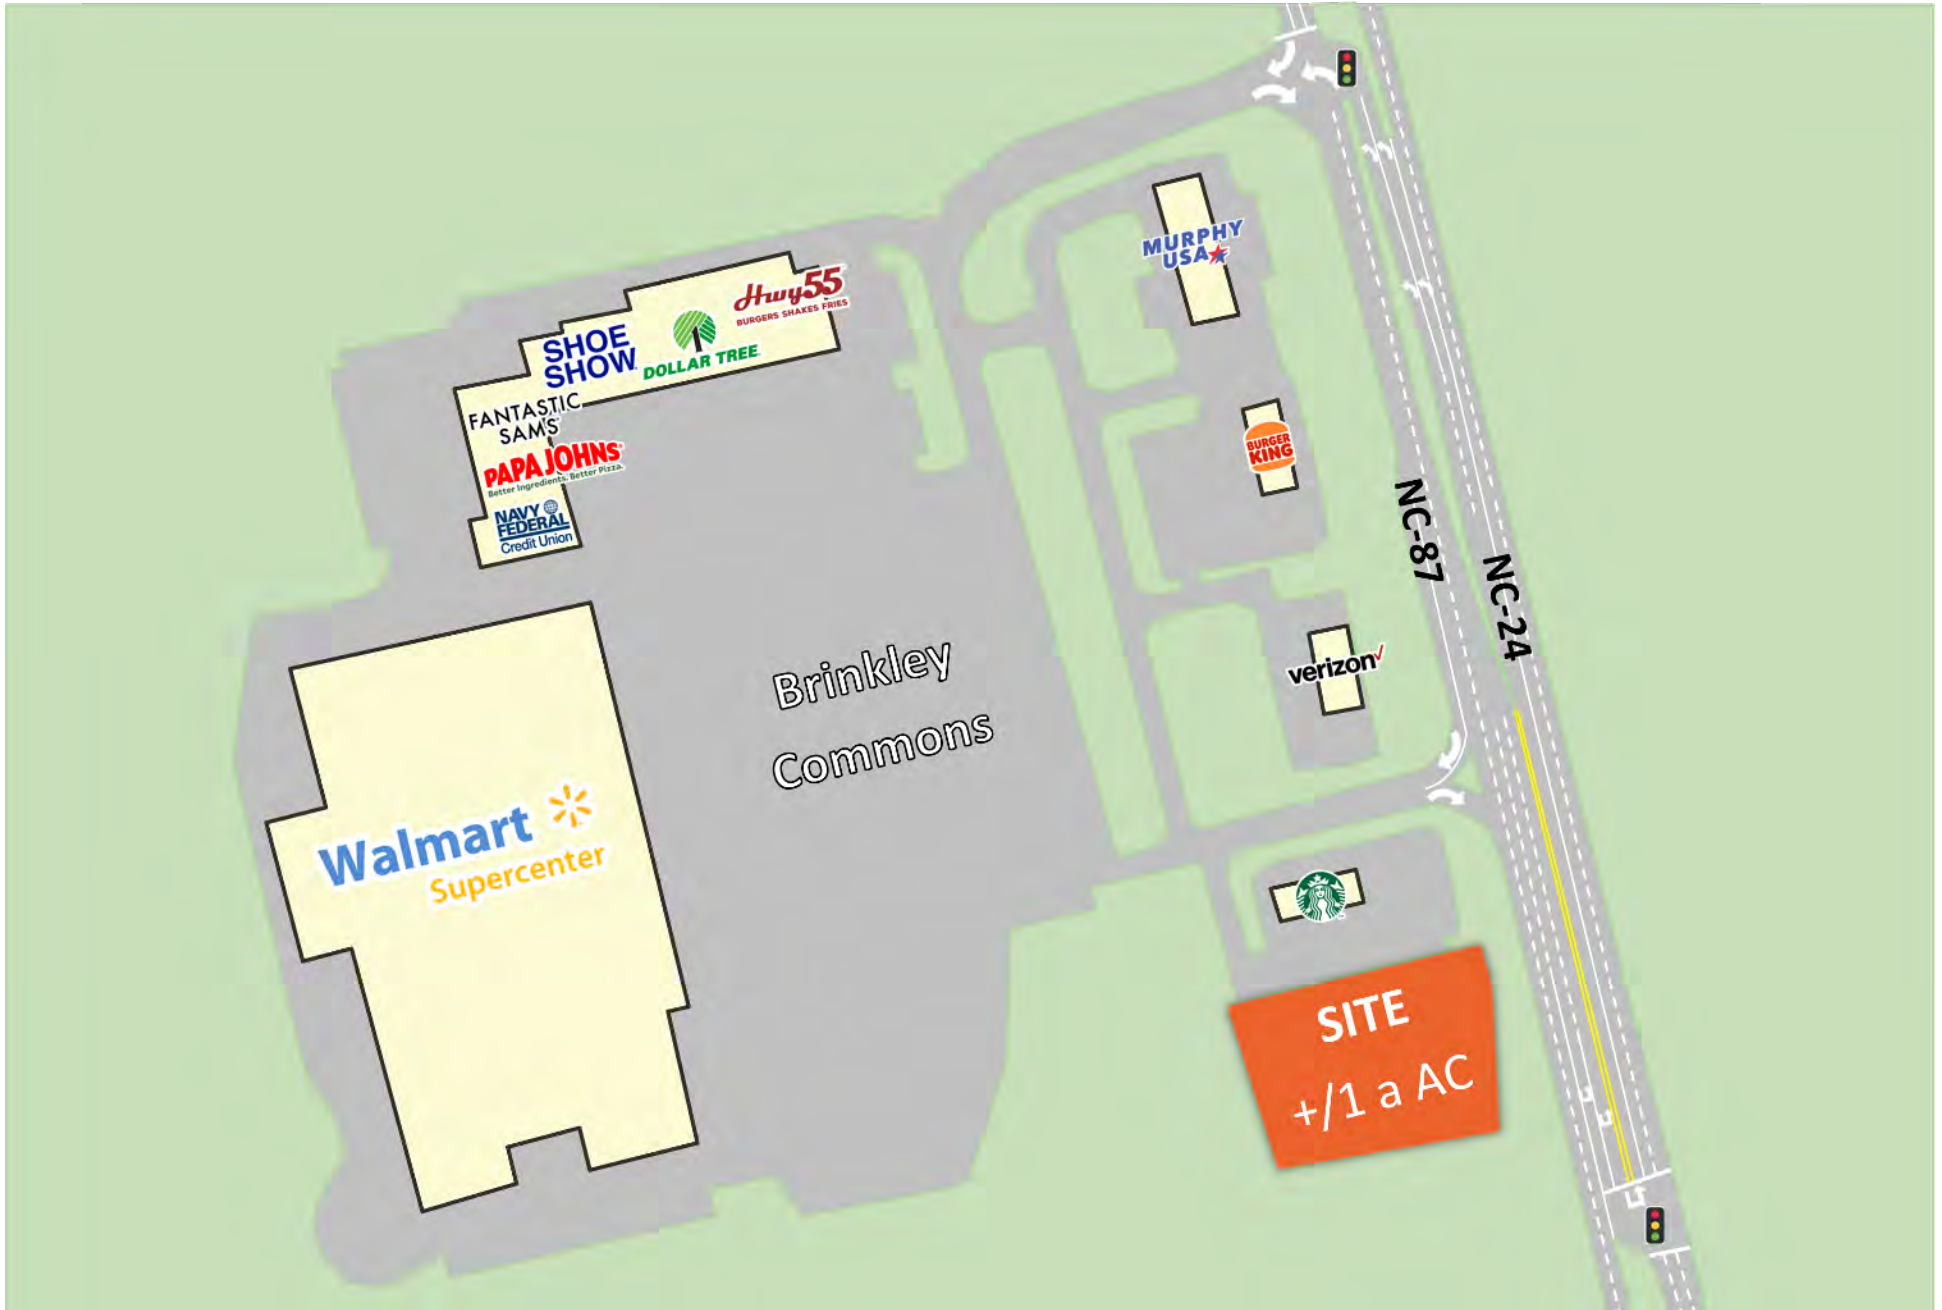 MURPHY
USA
Hwy55
BURGERS SHAKES FRIES
SHOE
SHOW
DOLLAR TREE
FANTASTIC
SAMS
PAPA JOHNS
Better Ingredients. Better Pizza.
NAVY
FEDERAL
Credit Union
BURGER
KING
NC-87
NC-24
verizon
Brinkley
Commons
Walmart
Supercenter
SITE
+/1 a AC